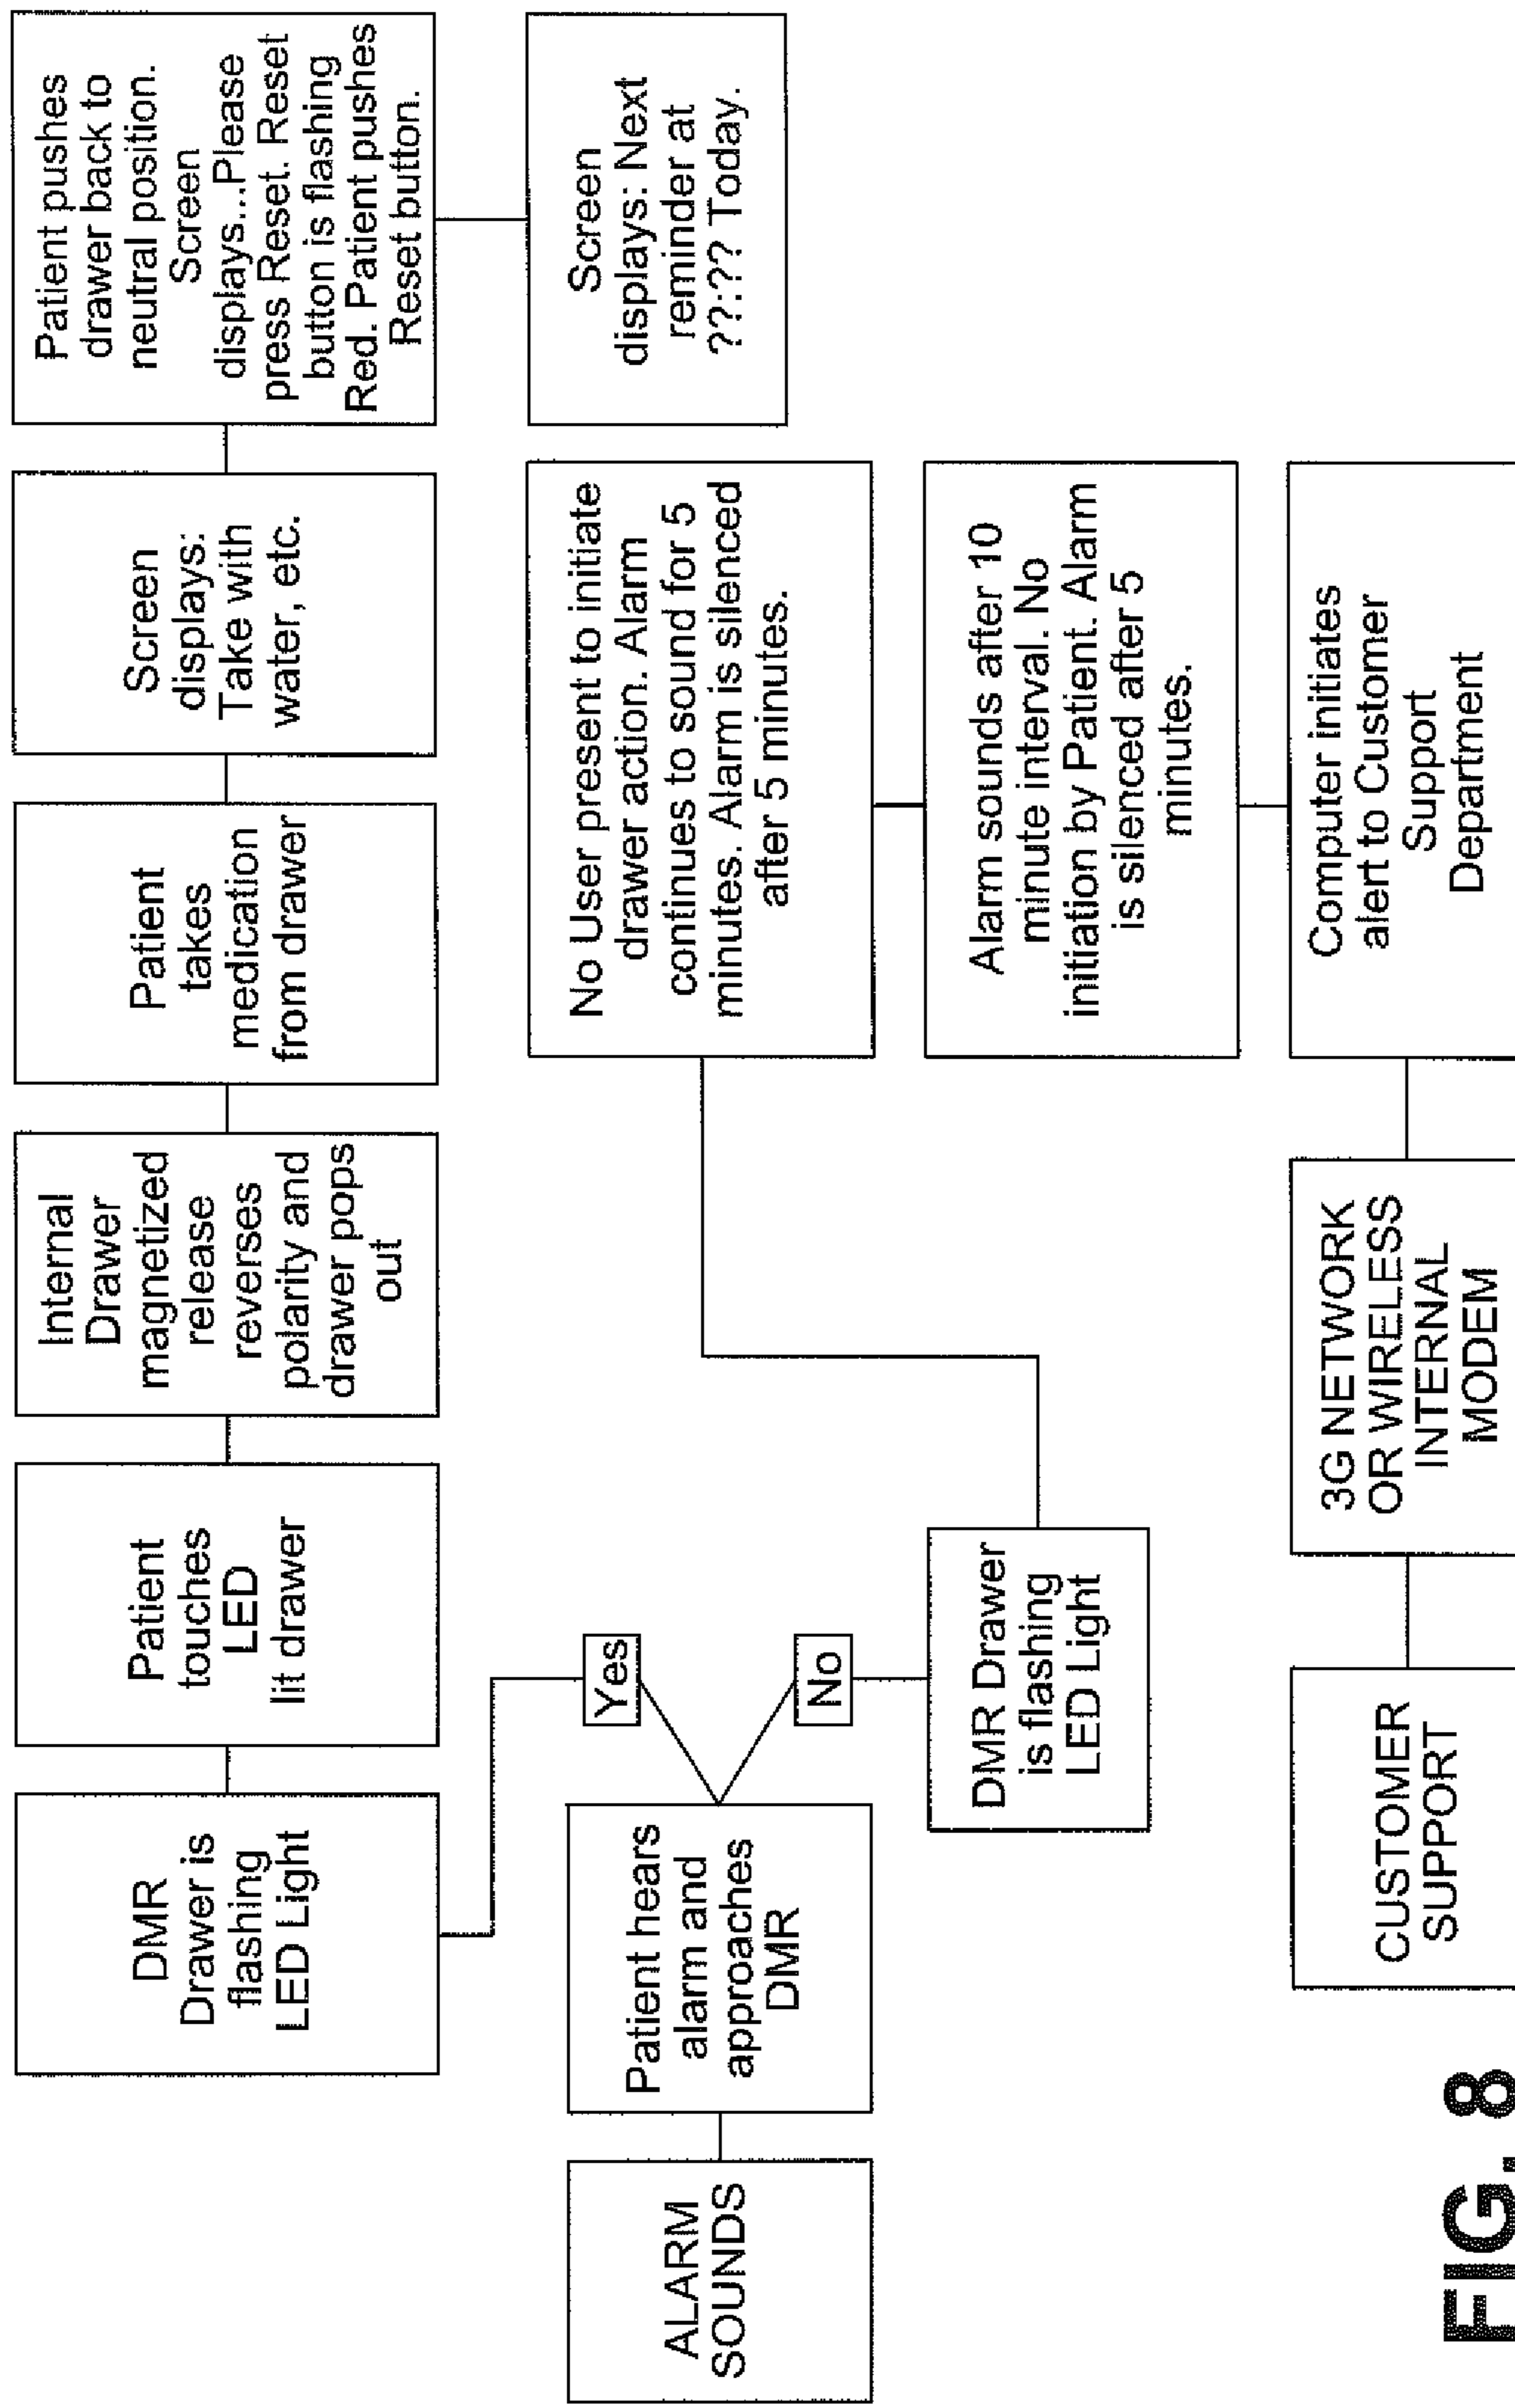 DMR
Drawer is
flashing
LED Light
Patient
touches
LED
lit drawer
Internal
Drawer
magnetized
release
reverses
polarity and
drawer pops
out
Patient
takes
medication
from drawer
Screen
displays:
Take with
water, etc.
Patient pushes
drawer back to
neutral position.
Screen
displays...Please
press Reset. Reset
button is flashing
Red. Patient pushes
Reset button.
Screen
displays: Next
reminder at
??:?? Today.
ALARM
SOUNDS
Patient hears
alarm and
approaches
DMR
Yes
No
DMR Drawer
is flashing
LED Light
No User present to initiate
drawer action. Alarm
continues to sound for 5
minutes. Alarm is silenced
after 5 minutes.
Alarm sounds after 10
minute interval. No
initiation by Patient. Alarm
is silenced after 5
minutes.
Computer initiates
alert to Customer
Support
Department
3G NETWORK
OR WIRELESS
INTERNAL
MODEM
CUSTOMER
SUPPORT
FIG. 8